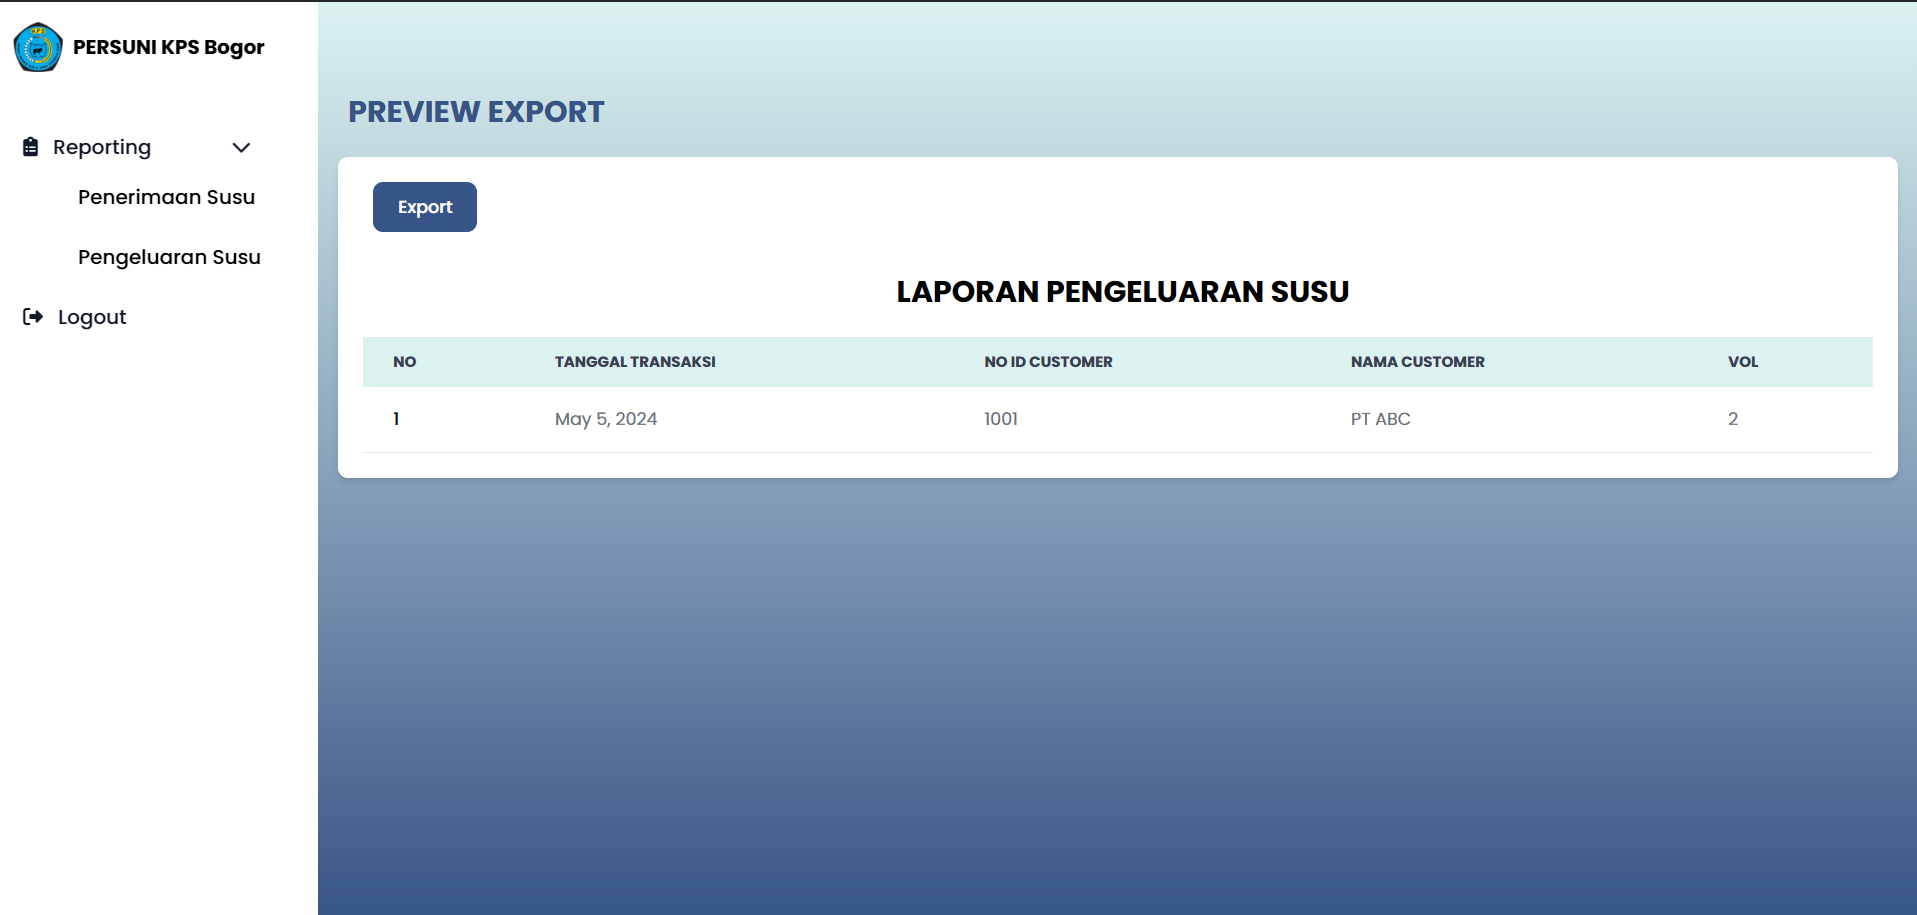 KPS
PERSUNI KPS Bogor
Reporting
Penerimaan Susu
Pengeluaran Susu
Logout
PREVIEW EXPORT
Export
LAPORAN PENGELUARAN SUSU
NO TANGGAL TRANSAKSI NO ID CUSTOMER NAMA CUSTOMER VOL
1 May 5, 2024 1001 PT ABC 2